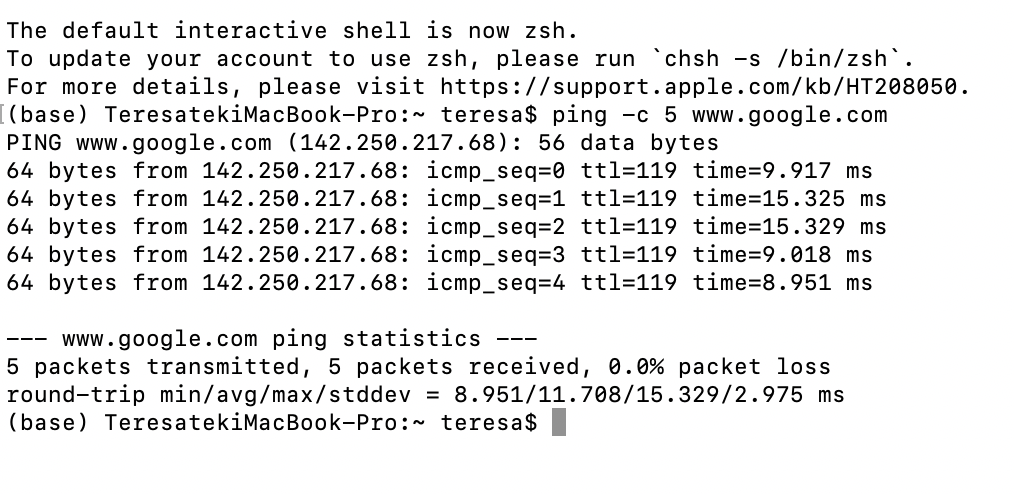 The default interactive shell is now zsh.
To update your account to use zsh, please run `chsh -s /bin/zsh`.
For more details, please visit https://support.apple.com/kb/HT208050.
[(base) TeresatekiMacBook-Pro:~ teresa$ ping -c 5 www.google.com
PING www.google.com (142.250.217.68): 56 data bytes
64 bytes from 142.250.217.68: icmp_seq=0 ttl=119 time=9.917 ms
64 bytes from 142.250.217.68: icmp_seq=1 ttl=119 time=15.325 ms
64 bytes from 142.250.217.68: icmp_seq=2 ttl=119 time=15.329 ms
64 bytes from 142.250.217.68: icmp_seq=3 ttl=119 time=9.018 ms
64 bytes from 142.250.217.68: icmp_seq=4 ttl=119 time=8.951 ms
--- www.google.com ping statistics ---
5 packets transmitted, 5 packets received, 0.0% packet loss
round-trip min/avg/max/stddev = 8.951/11.708/15.329/2.975 ms
(base) TeresatekiMacBook-Pro:~ teresa$